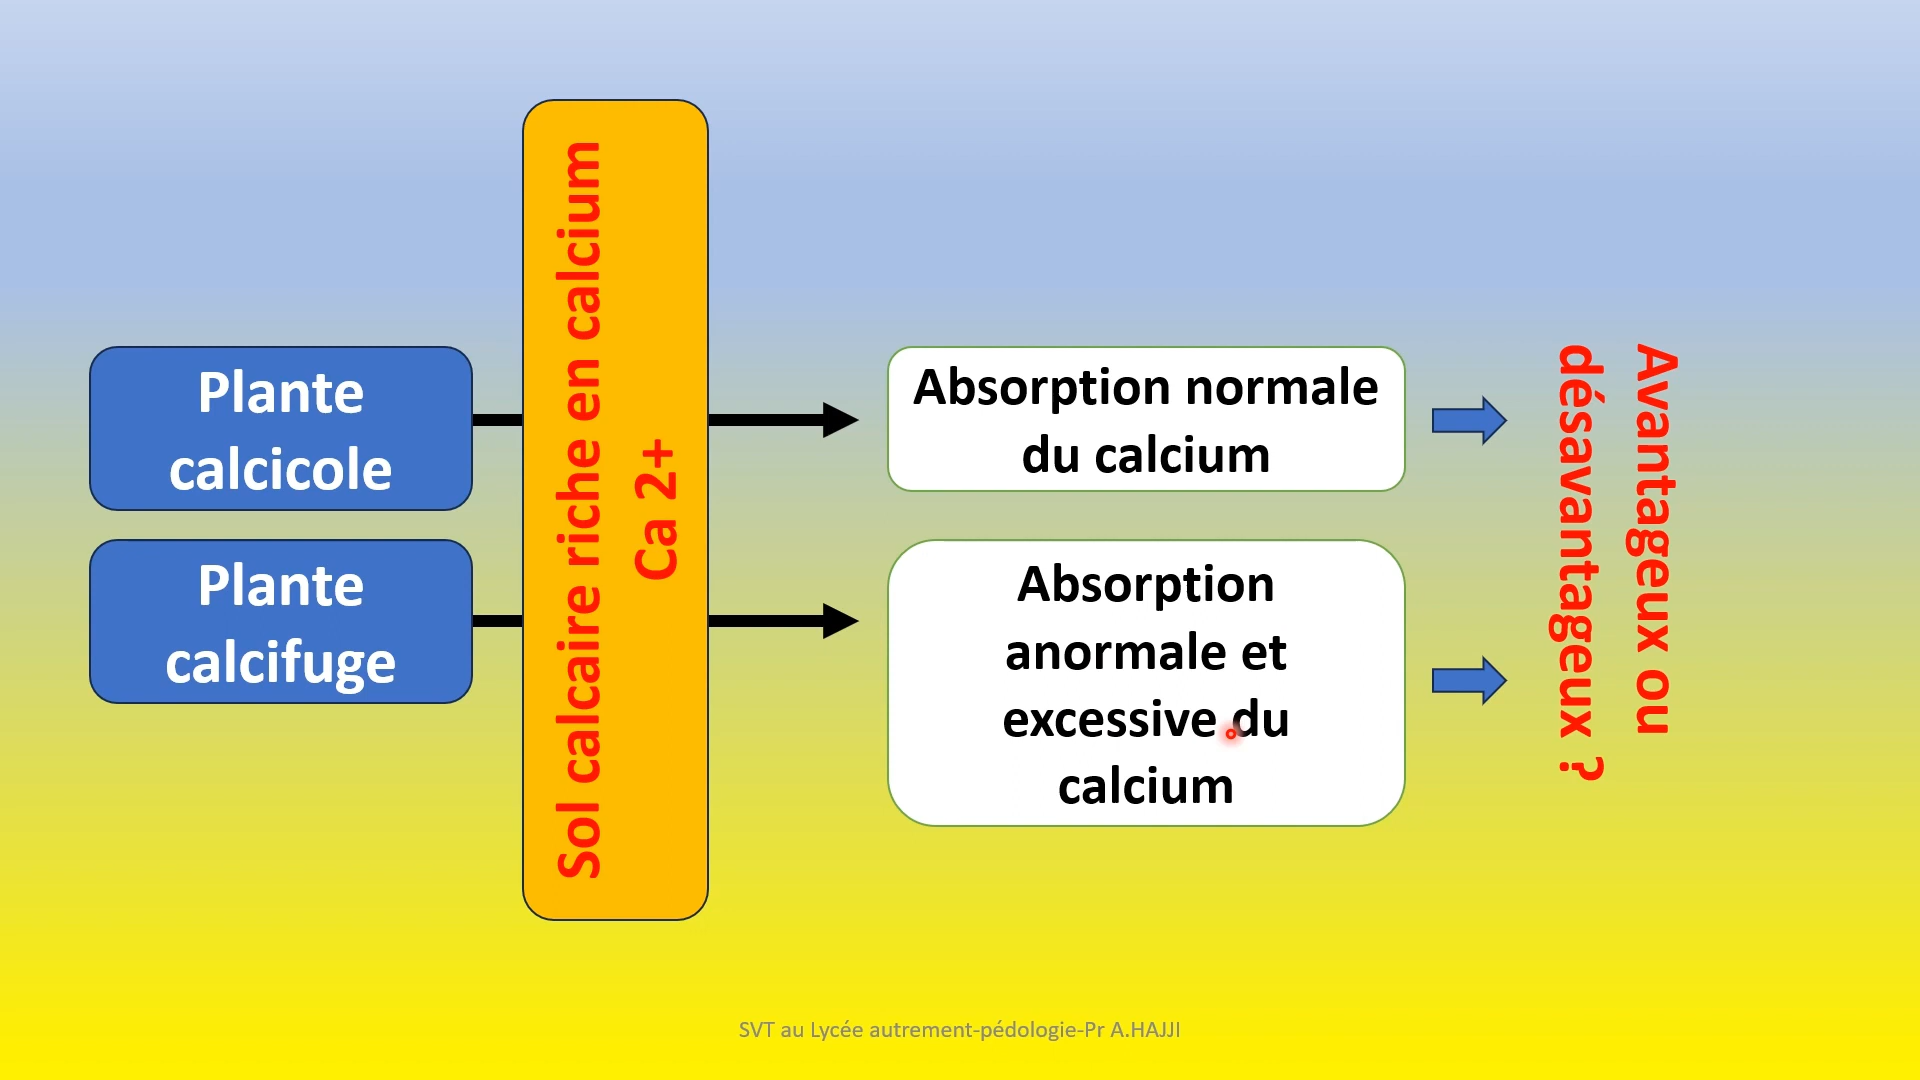 Plante
calcicole
Plante
calcifuge
Sol calcaire riche en calcium
Ca 2+
Absorption normale
du calcium
Absorption
anormale et
excessive du
calcium
Avantageux ou
désavantageux ?
SVT au Lycée autrement-pédologie-Pr A.HAJJI